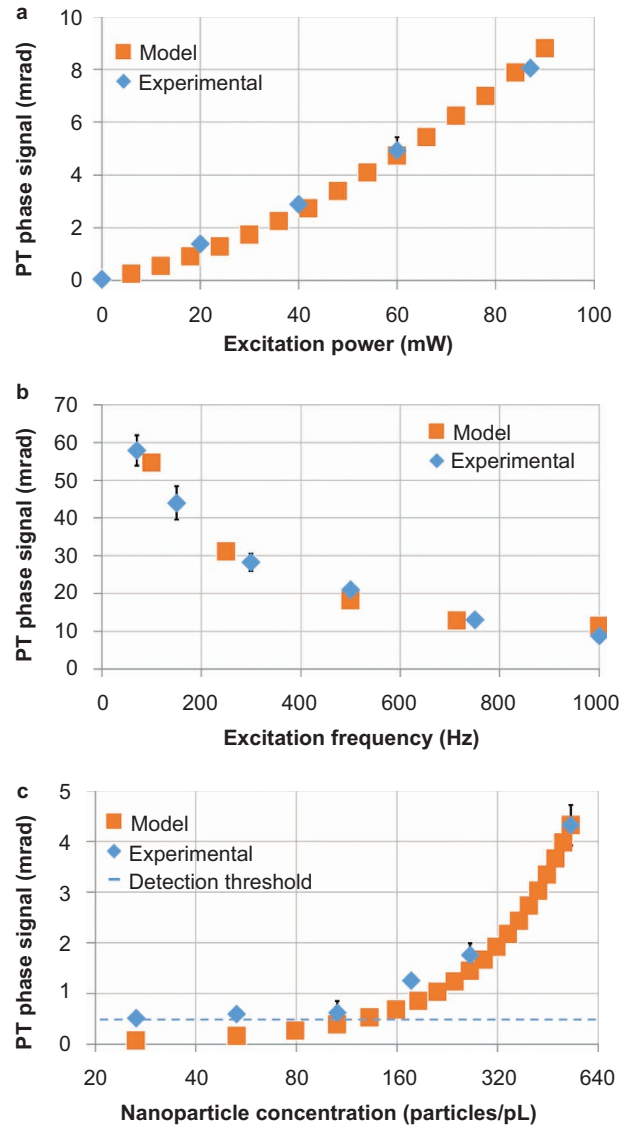 a
PT phase signal (mrad)
10
8
6
4
2
0
Model
Experimental
0 20 40 60 80 100
Excitation power (mW)
b
PT phase signal (mrad)
70
60
50
40
30
20
10
0
Model
Experimental
0 200 400 600 800 1000
Excitation frequency (Hz)
c
PT phase signal (mrad)
5
4
3
2
1
0
Model
Experimental
Detection threshold
20 40 80 160 320 640
Nanoparticle concentration (particles/pL)